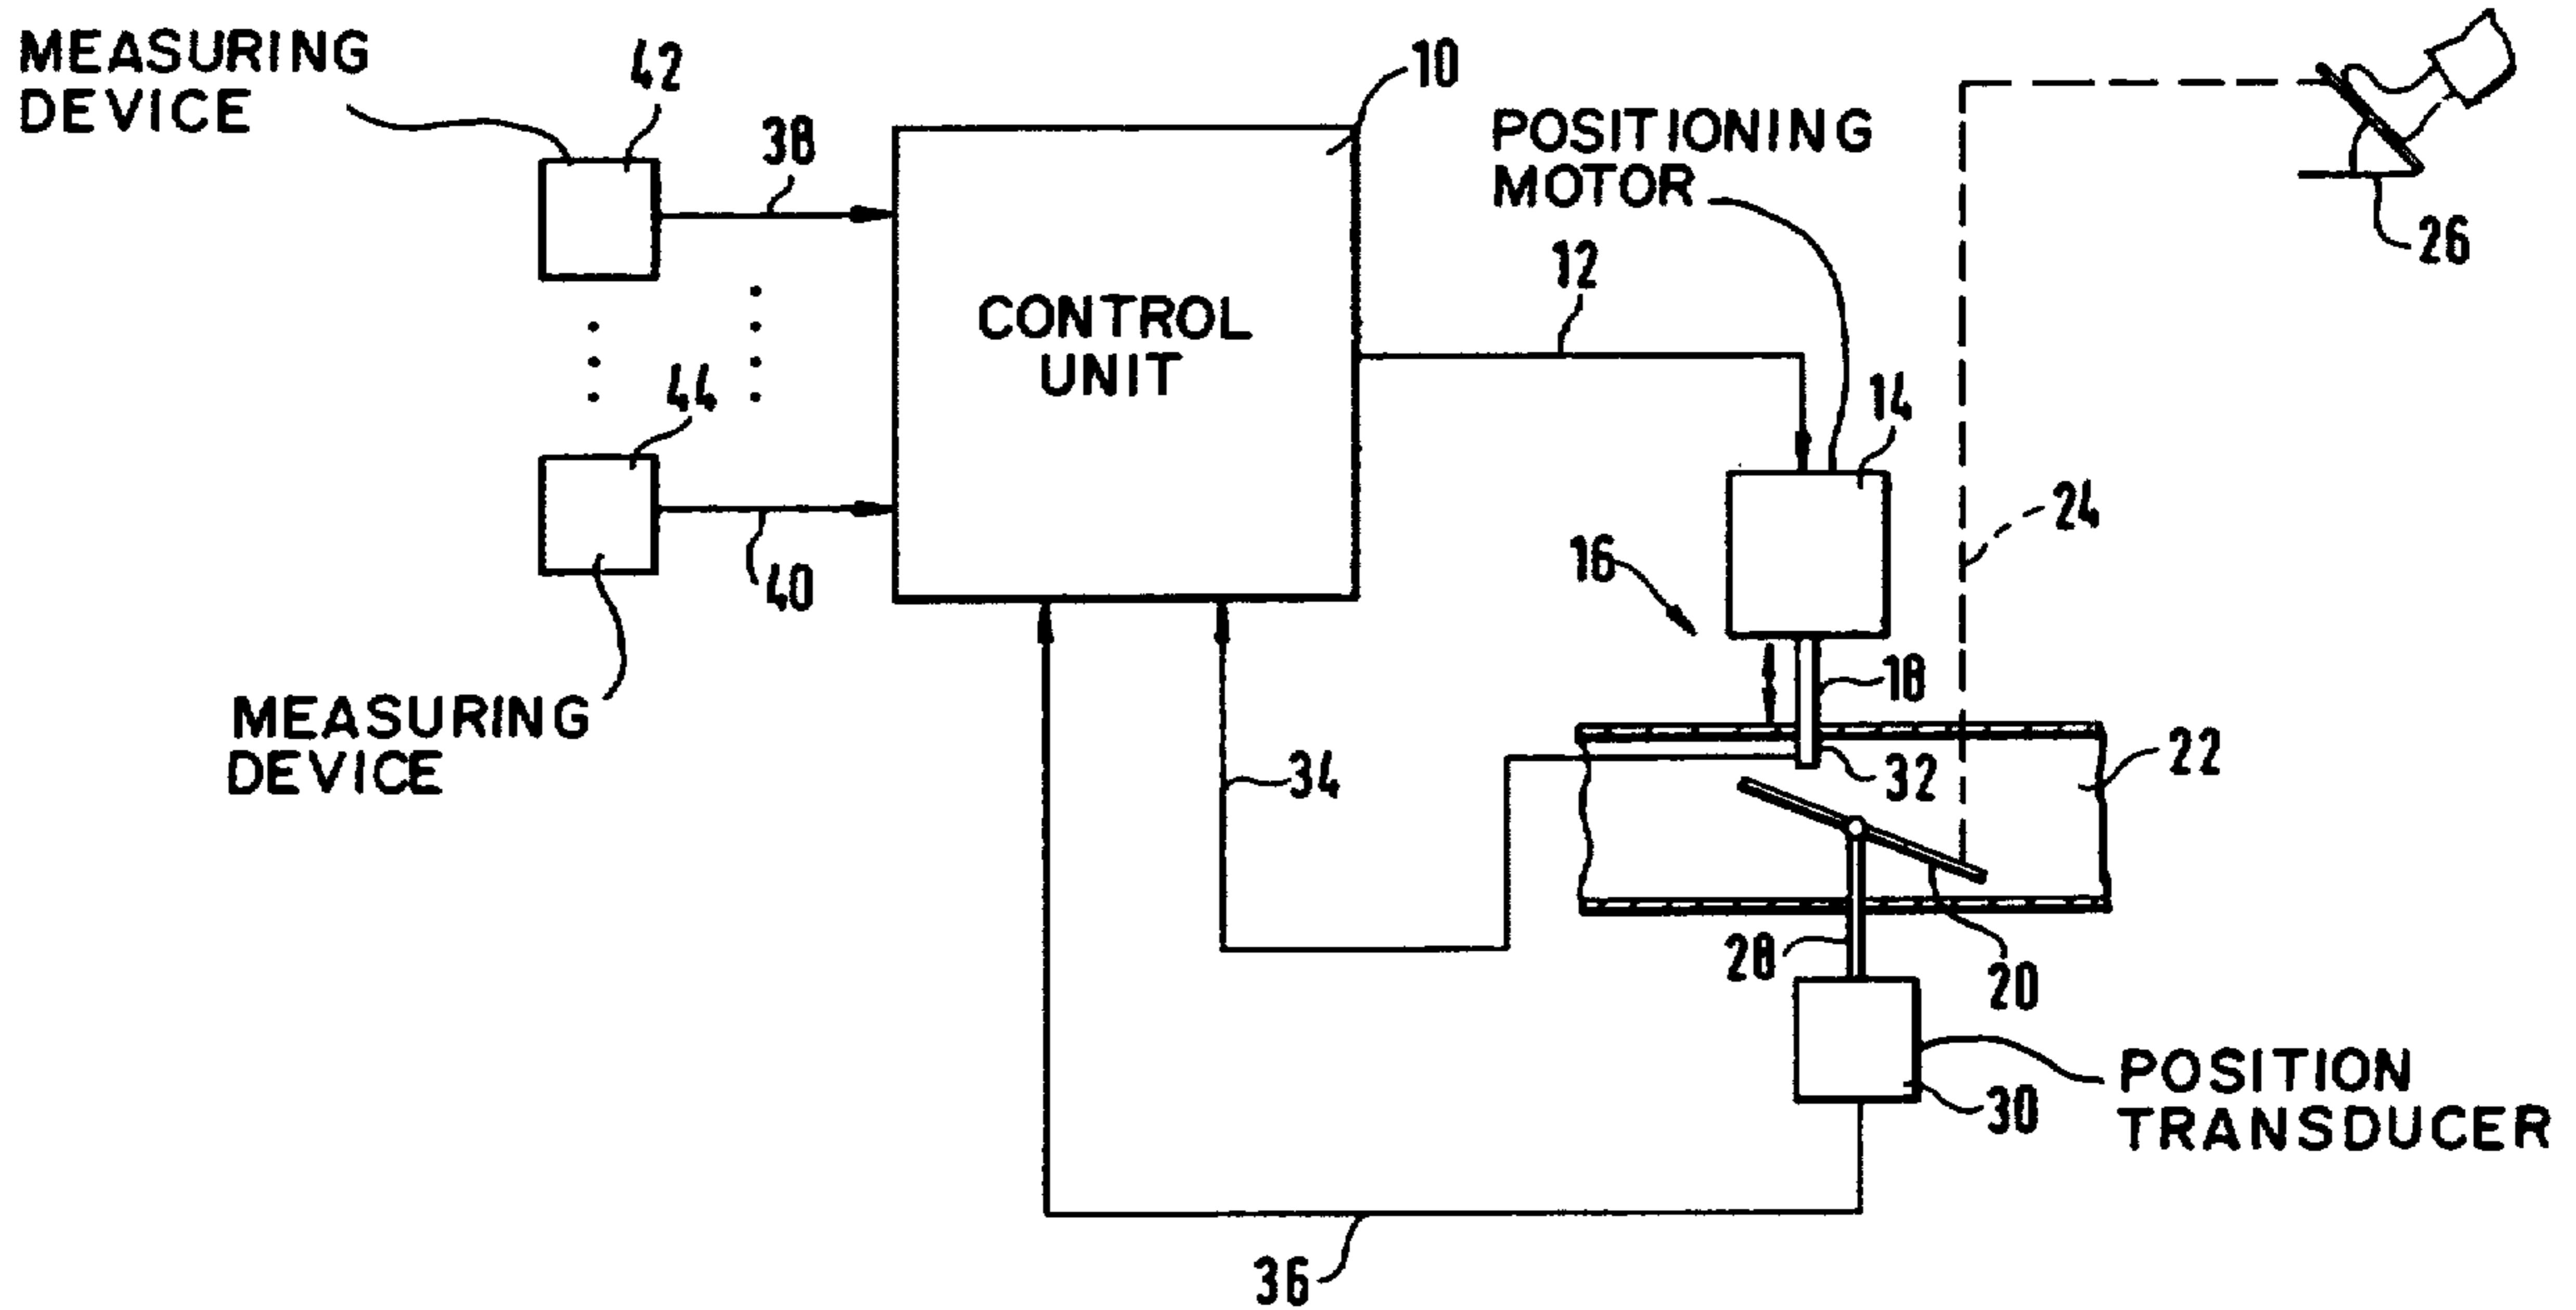 MEASURING
DEVICE
42
38
10
POSITIONING
MOTOR
26
12
CONTROL
UNIT
44
14
24
40
16
18
MEASURING
DEVICE
34
32
22
28
20
POSITION
TRANSDUCER
30
36